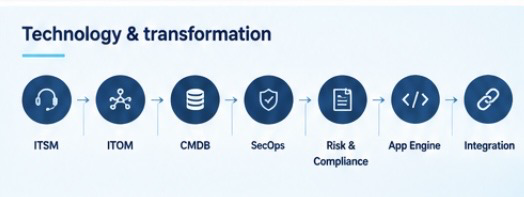 Technology & transformation
ITSM
ITOM
CMDB
SecOps
Risk &
Compliance
App Engine
Integration